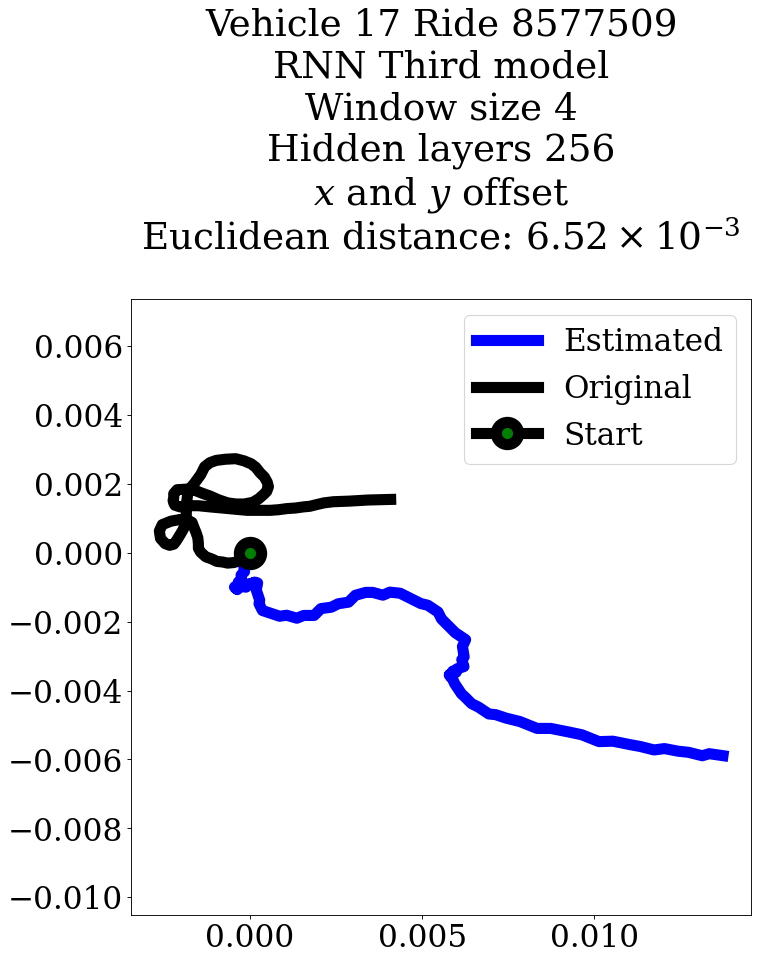 Vehicle 17 Ride 8577509
RNN Third model
Window size 4
Hidden layers 256
x and y offset
Euclidean distance: 6.52 × 10⁻³
Estimated
Original
Start
0.006
0.004
0.002
0.000
−0.002
−0.004
−0.006
−0.008
−0.010
0.000 0.005 0.010